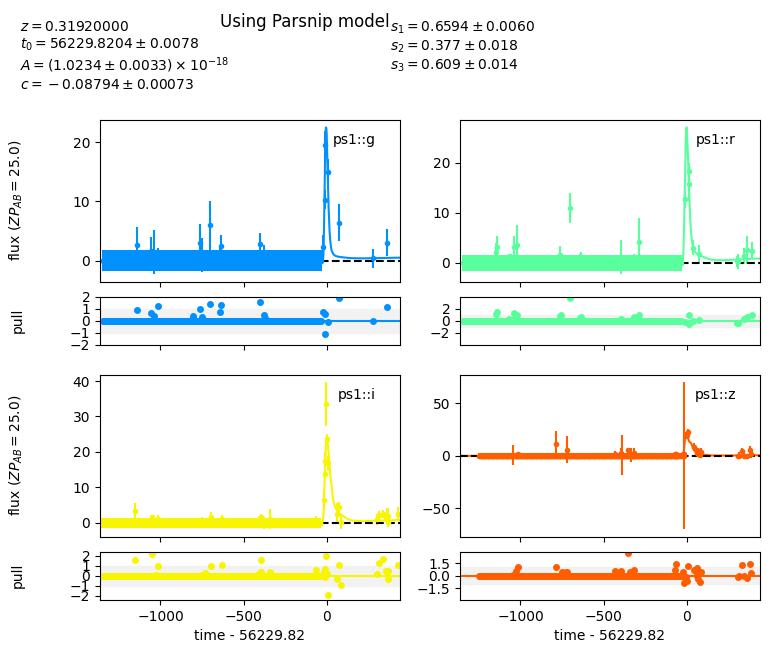 Using Parsnip model
z = 0.31920000
t0 = 56229.8204 ± 0.0078
A = (1.0234 ± 0.0033) × 10^−18
c = −0.08794 ± 0.00073
s1 = 0.6594 ± 0.0060
s2 = 0.377 ± 0.018
s3 = 0.609 ± 0.014
flux (ZP_AB = 25.0)
20
10
0
ps1::g
20
10
0
ps1::r
pull
2
1
0
−1
−2
2
0
−2
flux (ZP_AB = 25.0)
40
30
20
10
0
ps1::i
50
0
−50
ps1::z
pull
2
1
0
−1
−2
1.5
0.0
−1.5
−1000
−500
0
−1000
−500
0
time - 56229.82
time - 56229.82